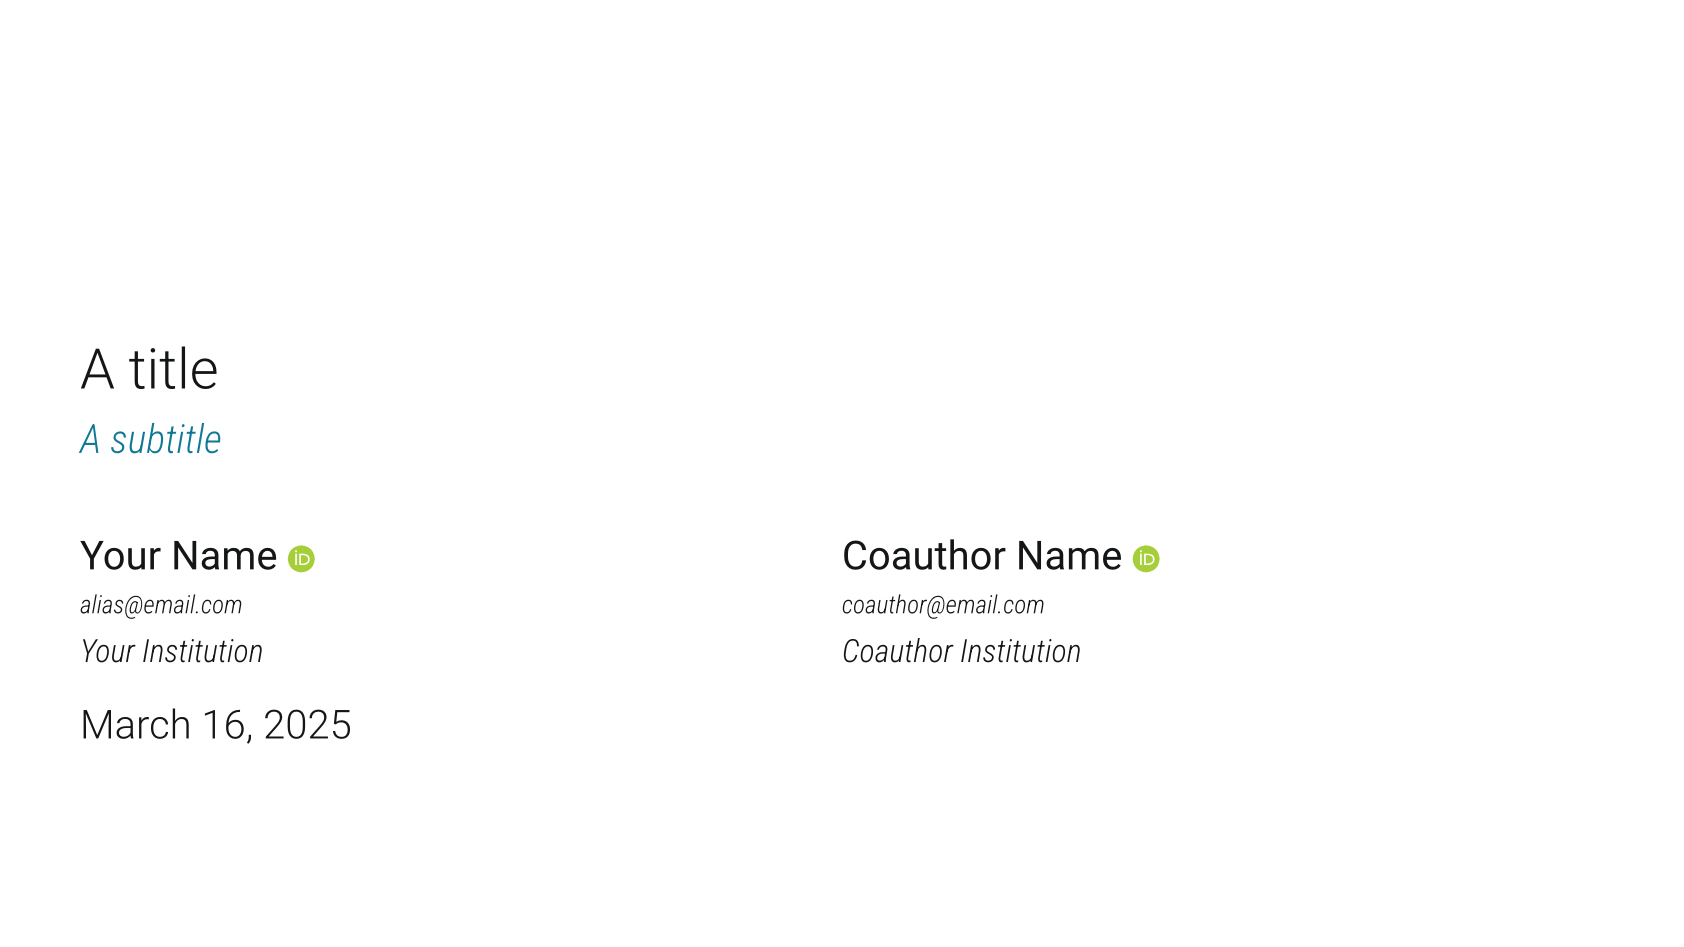 A title
A subtitle
Your Name iD
alias@email.com
Your Institution
Coauthor Name iD
coauthor@email.com
Coauthor Institution
March 16, 2025